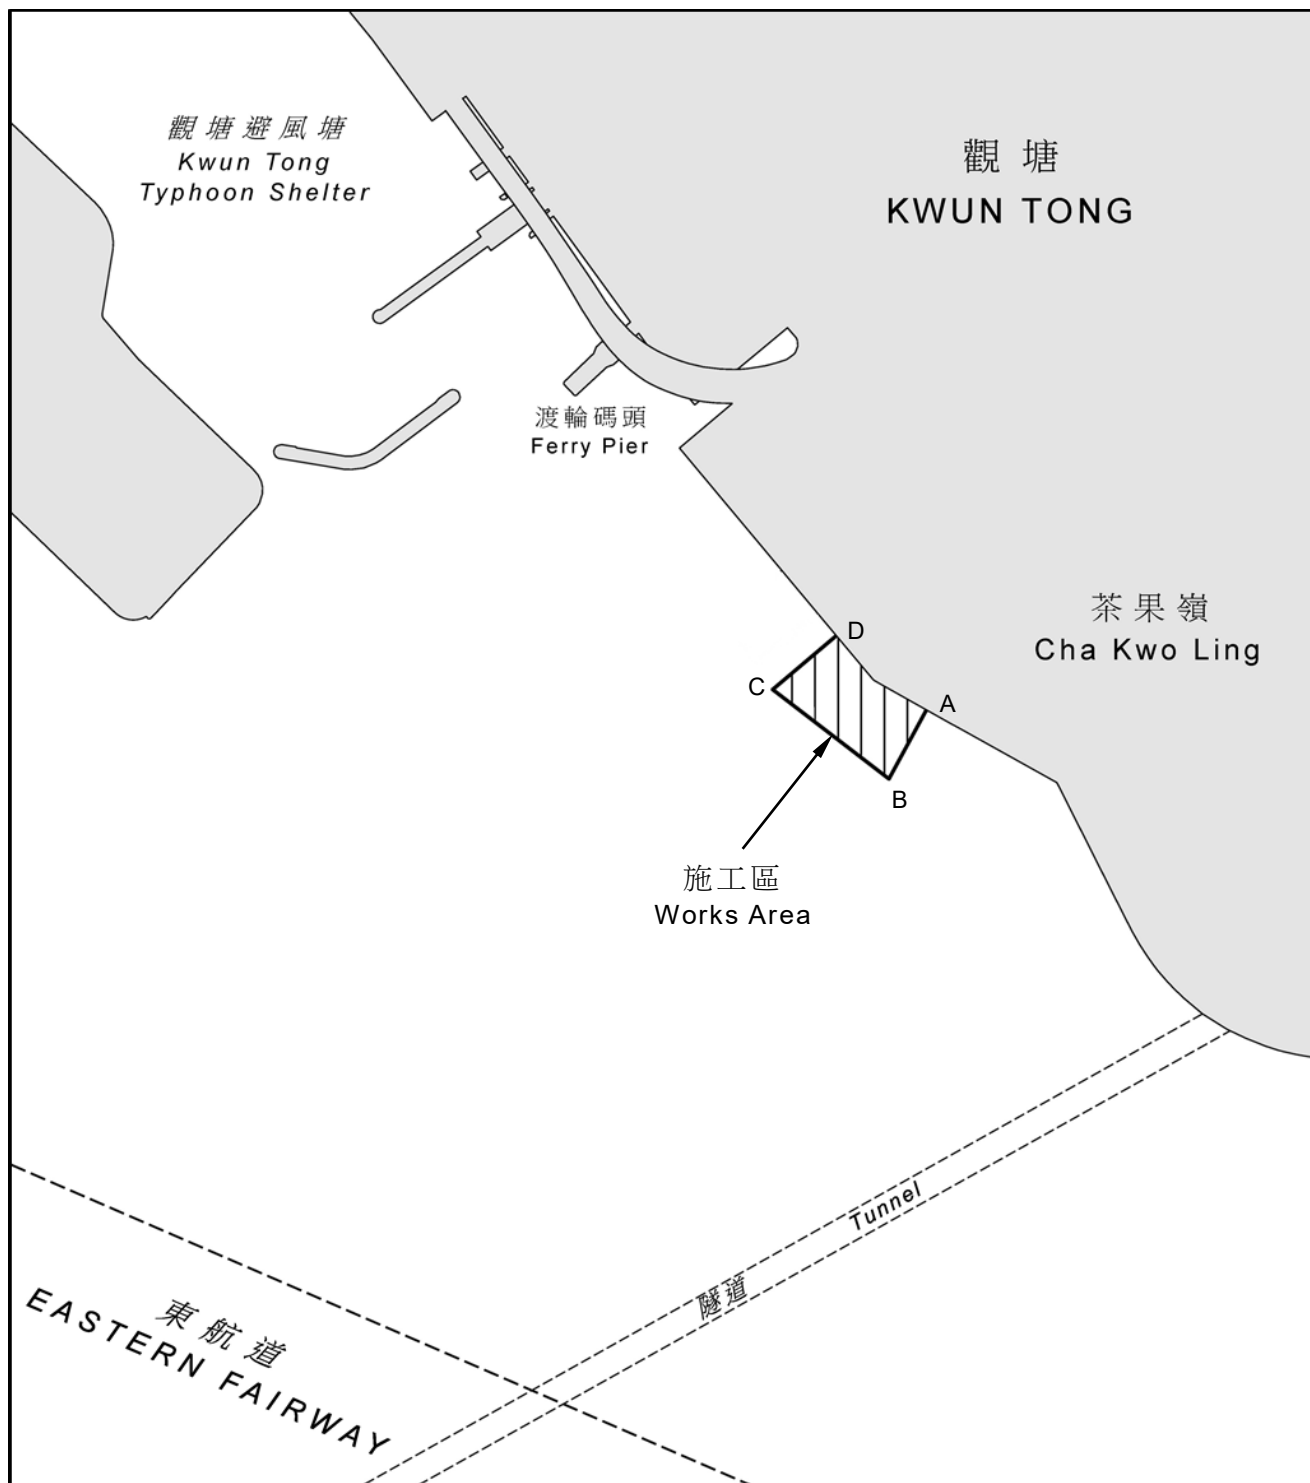 觀塘避風塘
Kwun Tong
Typhoon Shelter
觀塘
KWUN TONG
渡輪碼頭
Ferry Pier
茶果嶺
Cha Kwo Ling
D
C
A
B
施工區
Works Area
Tunnel
隧道
東航道
EASTERN FAIRWAY